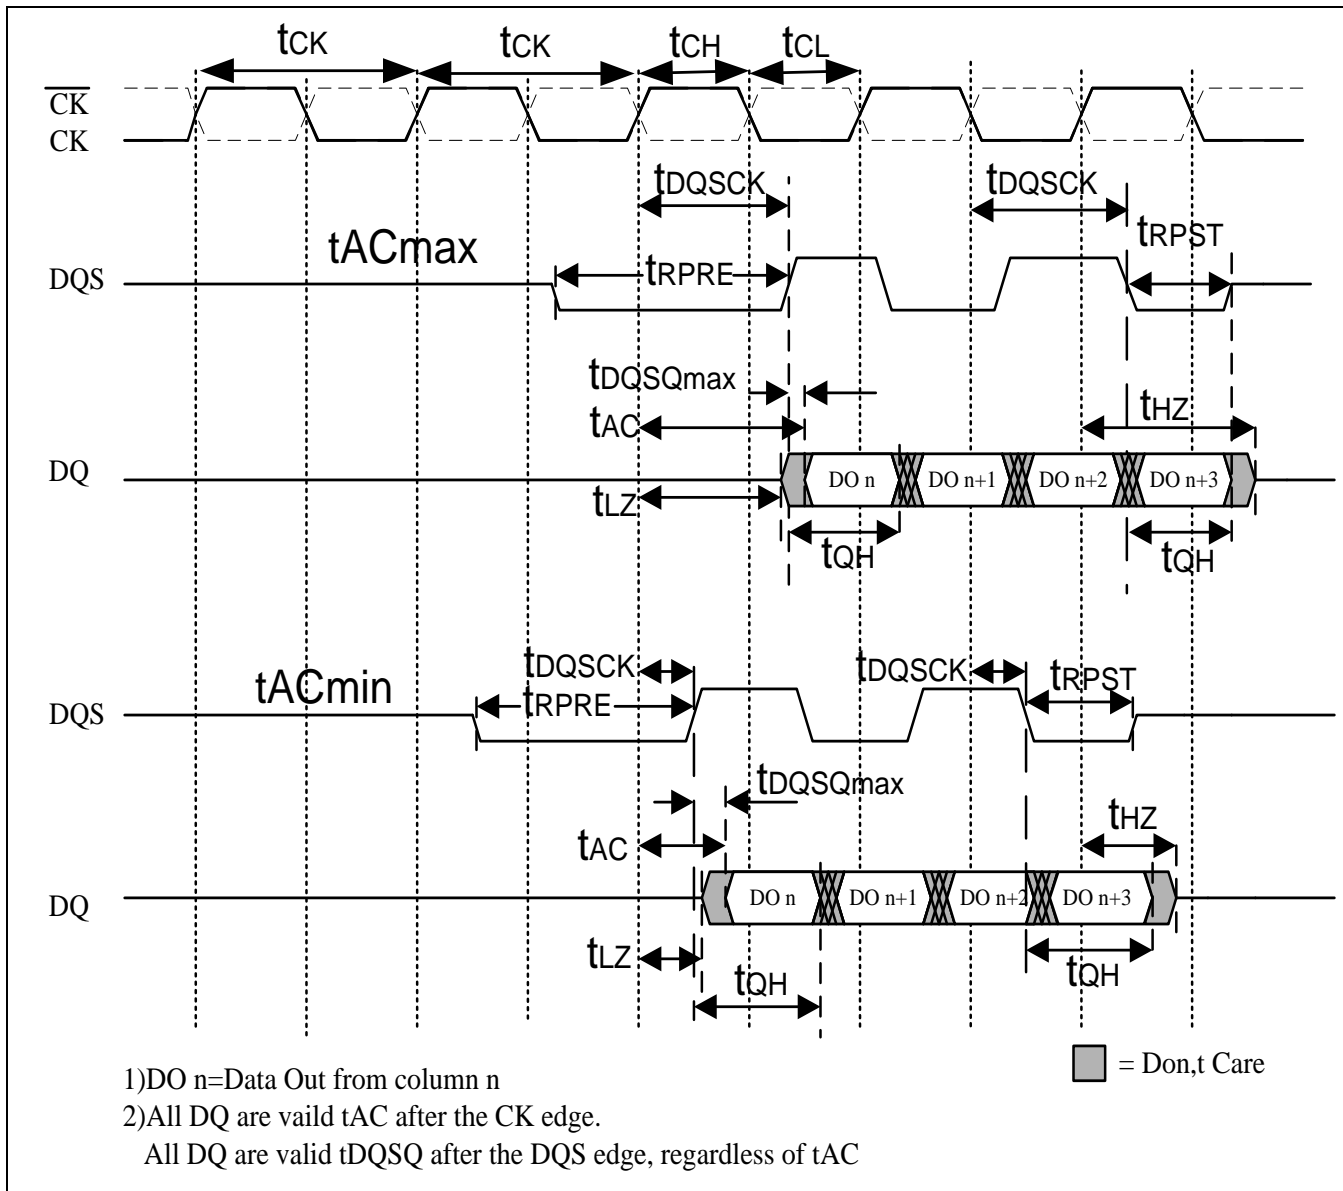 tCK tCK tCH tCL
CK
CK
tDQSCK tDQSCK
tACmax tRPST
DQS tRPRE
tDQSQmax
tAC tHZ
DQ DO n DO n+1 DO n+2 DO n+3
tLZ
tQH tQH
tDQSCK tDQSCK
tACmin tRPRE tRPST
DQS
tDQSQmax
tAC tHZ
DQ DO n DO n+1 DO n+2 DO n+3
tLZ
tQH tQH
1)DO n=Data Out from column n
= Don,t Care
2)All DQ are vaild tAC after the CK edge.
All DQ are valid tDQSQ after the DQS edge, regardless of tAC